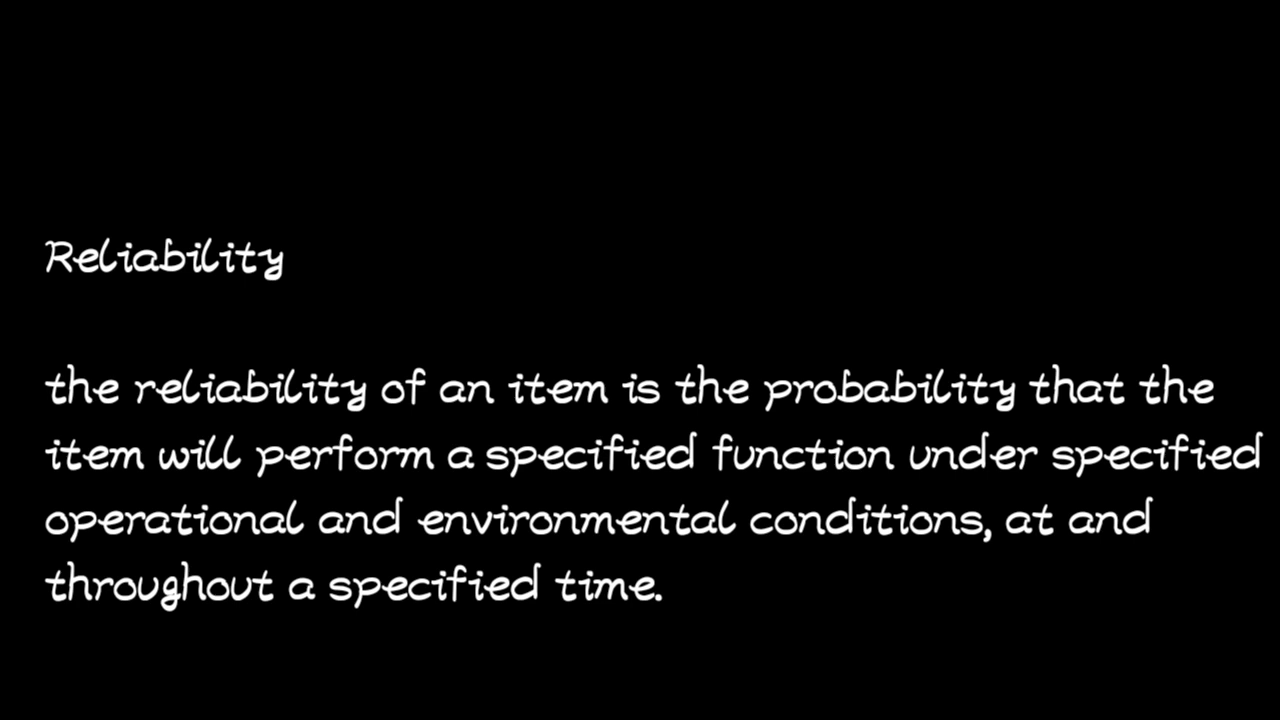 Reliability
the reliability of an item is the probability that the
item will perform a specified function under specified
operational and environmental conditions, at and
throughout a specified time.